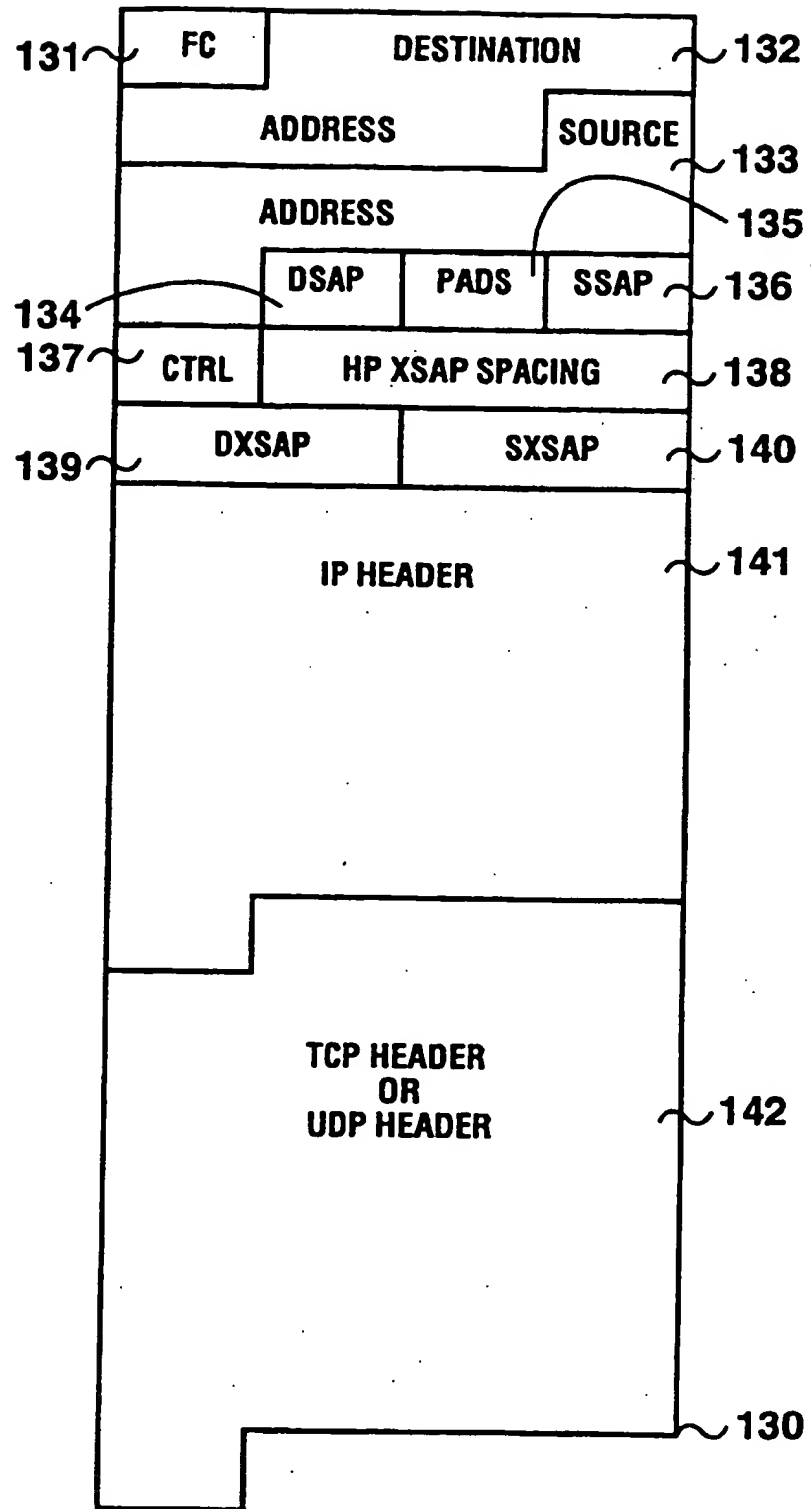 131 FC DESTINATION 132
ADDRESS SOURCE 133
ADDRESS 135
134 DSAP PADS SSAP 136
137 CTRL HP XSAP SPACING 138
139 DXSAP SXSAP 140
IP HEADER 141
TCP HEADER
OR
UDP HEADER 142
130